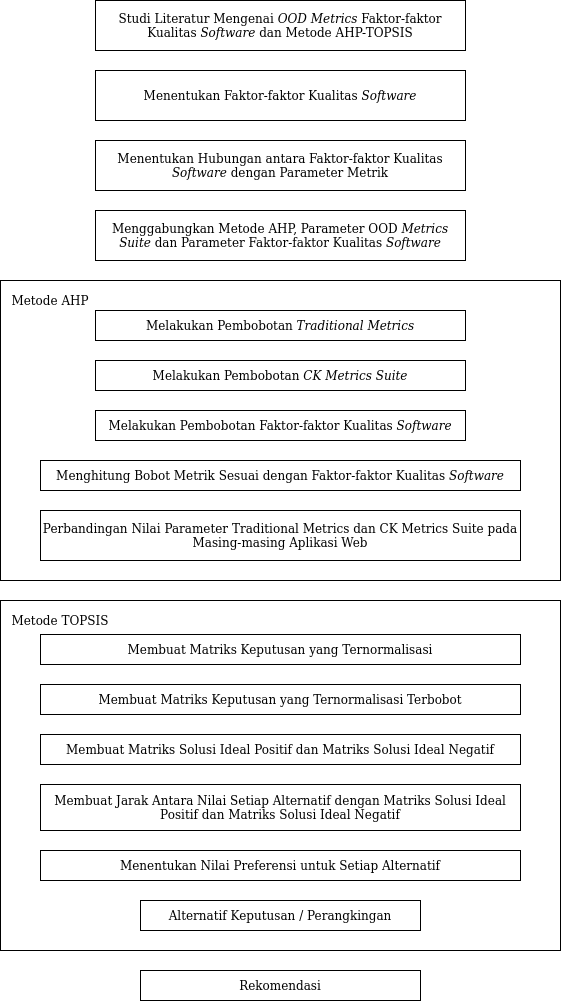 Studi Literatur Mengenai OOD Metrics Faktor-faktor
Kualitas Software dan Metode AHP-TOPSIS
Menentukan Faktor-faktor Kualitas Software
Menentukan Hubungan antara Faktor-faktor Kualitas
Software dengan Parameter Metrik
Menggabungkan Metode AHP, Parameter OOD Metrics
Suite dan Parameter Faktor-faktor Kualitas Software
Metode AHP
Melakukan Pembobotan Traditional Metrics
Melakukan Pembobotan CK Metrics Suite
Melakukan Pembobotan Faktor-faktor Kualitas Software
Menghitung Bobot Metrik Sesuai dengan Faktor-faktor Kualitas Software
Perbandingan Nilai Parameter Traditional Metrics dan CK Metrics Suite pada
Masing-masing Aplikasi Web
Metode TOPSIS
Membuat Matriks Keputusan yang Ternormalisasi
Membuat Matriks Keputusan yang Ternormalisasi Terbobot
Membuat Matriks Solusi Ideal Positif dan Matriks Solusi Ideal Negatif
Membuat Jarak Antara Nilai Setiap Alternatif dengan Matriks Solusi Ideal
Positif dan Matriks Solusi Ideal Negatif
Menentukan Nilai Preferensi untuk Setiap Alternatif
Alternatif Keputusan / Perangkingan
Rekomendasi